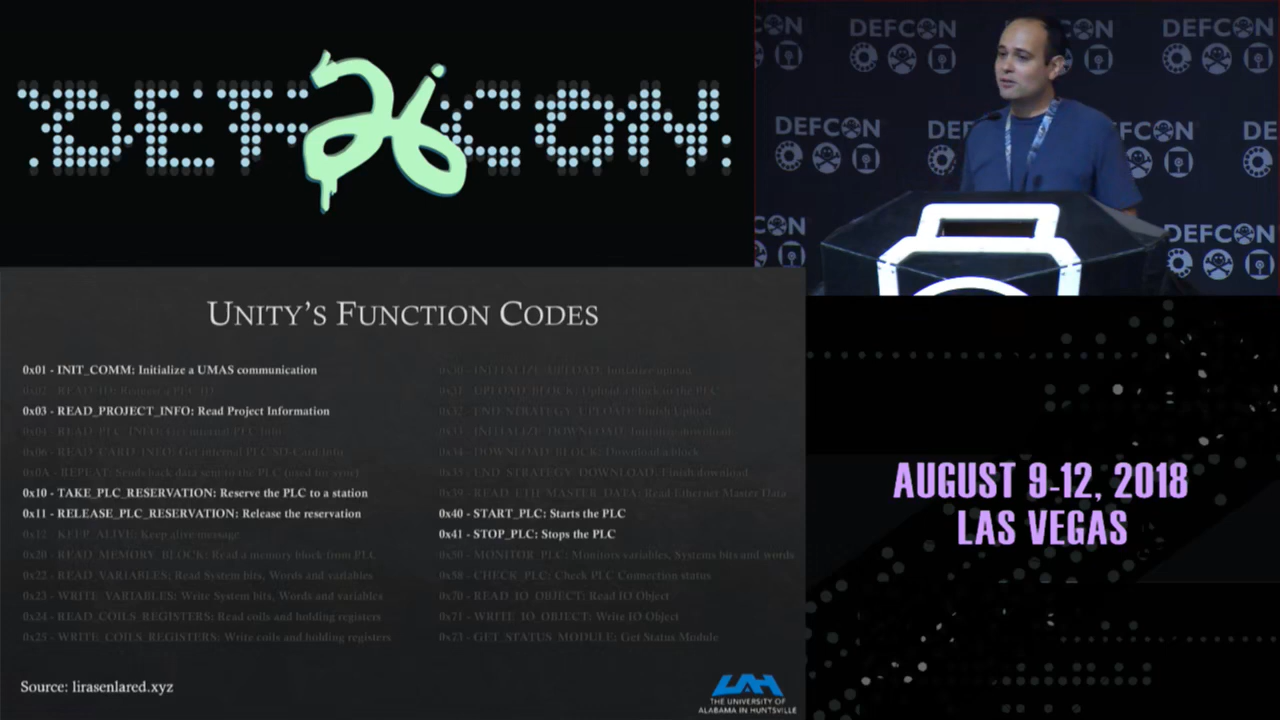 DEFCON
26
DEFCON
DEFCON
UNITY'S FUNCTION CODES
0x01 - INIT_COMM: Initialize a UMAS communication
0x02 - READ_ID: Request a PLC ID
0x03 - READ_PROJECT_INFO: Read Project Information
0x04 - READ_PLC_INFO: Get internal PLC Info
0x06 - READ_CARD_INFO: Get internal PLC SD-Card Info
0x0A - REPEAT: Sends back data sent to the PLC (used for sync)
0x10 - TAKE_PLC_RESERVATION: Reserve the PLC to a station
0x11 - RELEASE_PLC_RESERVATION: Release the reservation
0x12 - KEEP_ALIVE: Keep alive message
0x20 - READ_MEMORY_BLOCK: Read a memory block from PLC
0x22 - READ_VARIABLES: Read System bits, Words and variables
0x23 - WRITE_VARIABLES: Write System bits, Words and variables
0x24 - READ_COILS_REGISTERS: Read coils and holding registers
0x25 - WRITE_COILS_REGISTERS: Write coils and holding registers
0x30 - INITIALIZE_UPLOAD: Initialize upload
0x31 - UPLOAD_BLOCK: Upload a block to the PLC
0x32 - END_STRATEGY_UPLOAD: Finish Upload
0x33 - INITIALIZE_DOWNLOAD: Initialize download
0x34 - DOWNLOAD_BLOCK: Download a block
0x35 - END_STRATEGY_DOWNLOAD: Finish download
0x39 - READ_ETH_MASTER_DATA: Read Ethernet Master Data
0x40 - START_PLC: Starts the PLC
0x41 - STOP_PLC: Stops the PLC
0x50 - MONITOR_PLC: Monitors variables, Systems bits and words
0x58 - CHECK_PLC: Check PLC Connection status
0x70 - READ_IO_OBJECT: Read IO Object
0x71 - WRITE_IO_OBJECT: Write IO Object
0x73 - GET_STATUS_MODULE: Get Status Module
Source: lirasenlared.xyz
UAH
THE UNIVERSITY OF
ALABAMA IN HUNTSVILLE
AUGUST 9-12, 2018
LAS VEGAS